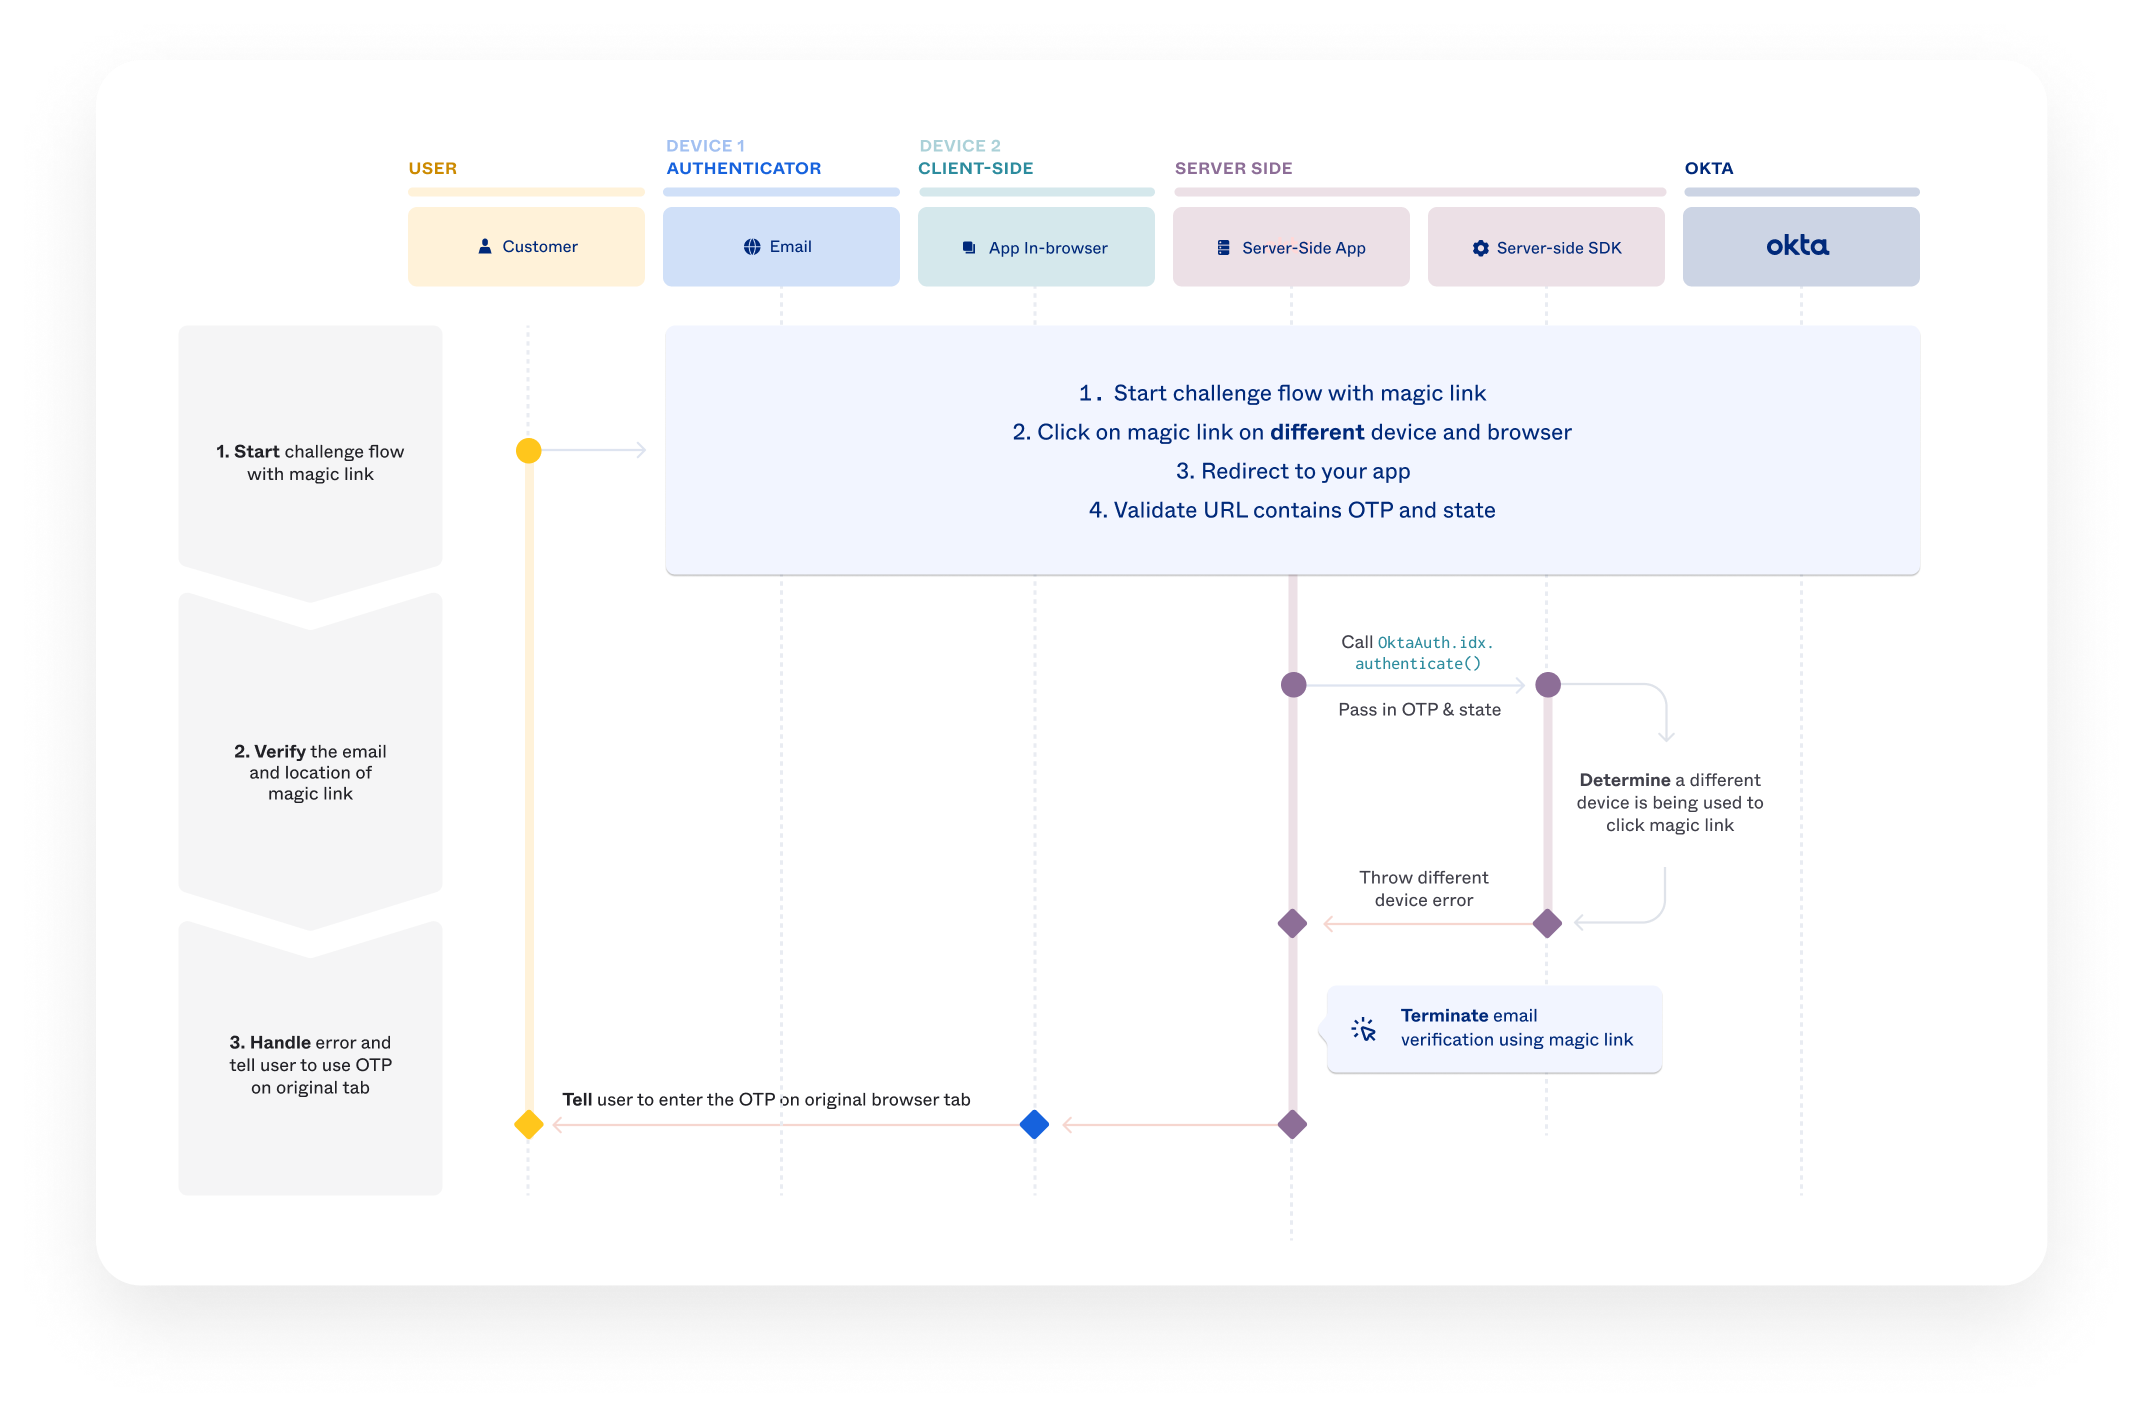 USER
DEVICE 1
AUTHENTICATOR
DEVICE 2
CLIENT-SIDE
SERVER SIDE
OKTA
Customer
Email
App In-browser
Server-Side App
Server-side SDK
okta
1. Start challenge flow
with magic link
1. Start challenge flow with magic link
2. Click on magic link on different device and browser
3. Redirect to your app
4. Validate URL contains OTP and state
2. Verify the email
and location of
magic link
Call OktaAuth.idx.
authenticate()
Pass in OTP & state
Determine a different
device is being used to
click magic link
Throw different
device error
3. Handle error and
tell user to use OTP
on original tab
Terminate email
verification using magic link
Tell user to enter the OTP on original browser tab